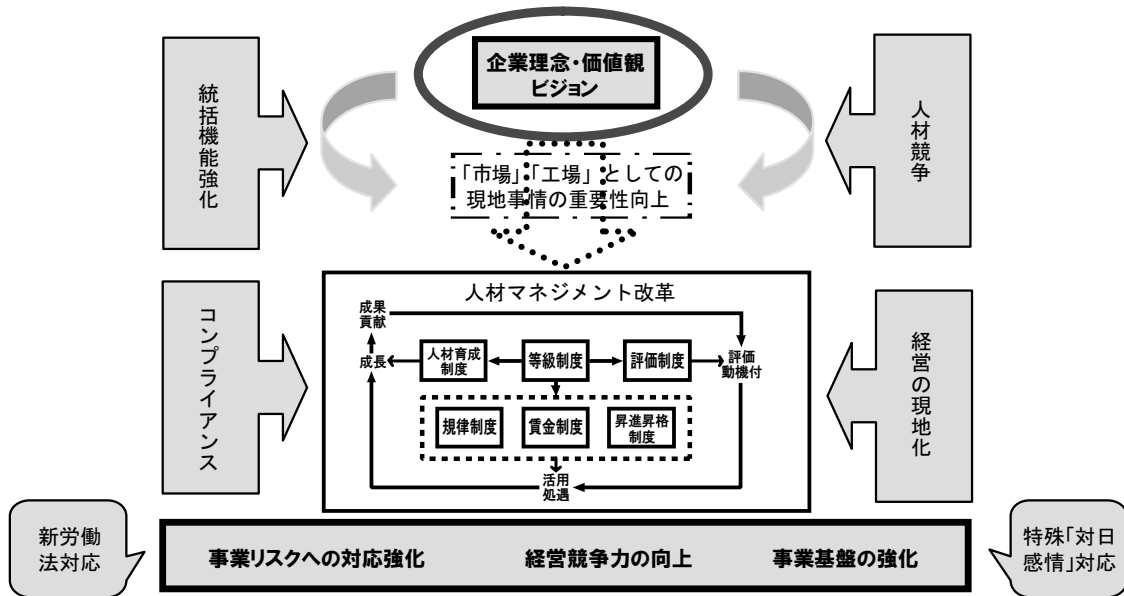 企業理念・価値観
ビジョン
統括機能強化
人材競争
「市場」「工場」としての
現地事情の重要性向上
コンプライアンス
経営の現地化
人材マネジメント改革
成果
貢献
成長
人材育成
制度
等級制度
評価制度
評価
動機付
規律制度
賃金制度
昇進昇格
制度
活用
処遇
新労働
法対応
事業リスクへの対応強化 経営競争力の向上 事業基盤の強化
特殊「対日
感情」対応